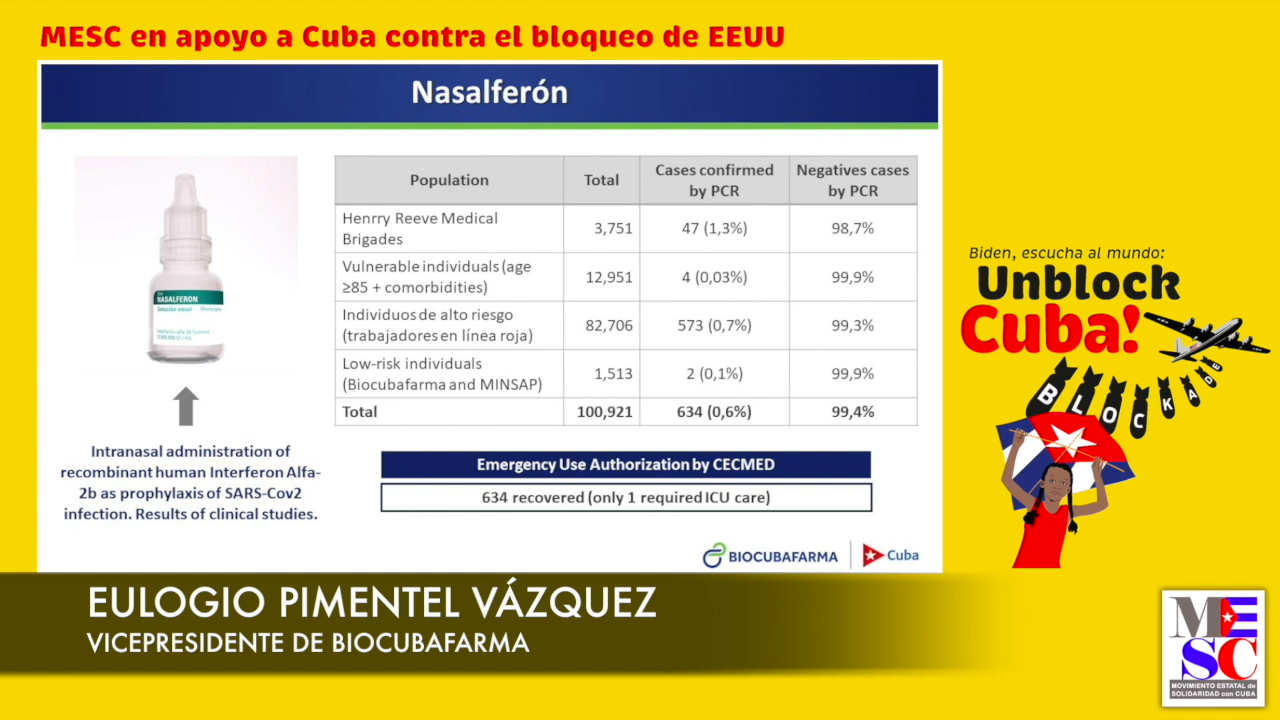 MESC en apoyo a Cuba contra el bloqueo de EEUU
Nasalferón
NASALFERON
Population Total Cases confirmed by PCR Negatives cases by PCR
Henrry Reeve Medical Brigades 3,751 47 (1,3%) 98,7%
Vulnerable individuals (age ≥85 + comorbidities) 12,951 4 (0,03%) 99,9%
Individuos de alto riesgo (trabajadores en línea roja) 82,706 573 (0,7%) 99,3%
Low-risk individuals (Biocubafarma and MINSAP) 1,513 2 (0,1%) 99,9%
Total 100,921 634 (0,6%) 99,4%
Intranasal administration of
recombinant human Interferon Alfa-
2b as prophylaxis of SARS-Cov2
infection. Results of clinical studies.
Emergency Use Authorization by CECMED
634 recovered (only 1 required ICU care)
BIOCUBAFARMA
Cuba
Biden, escucha al mundo:
Unblock
Cuba!
BLOCKADE
EULOGIO PIMENTEL VÁZQUEZ
VICEPRESIDENTE DE BIOCUBAFARMA
MESC
MOVIMIENTO ESTATAL de
SOLIDARIDAD con CUBA